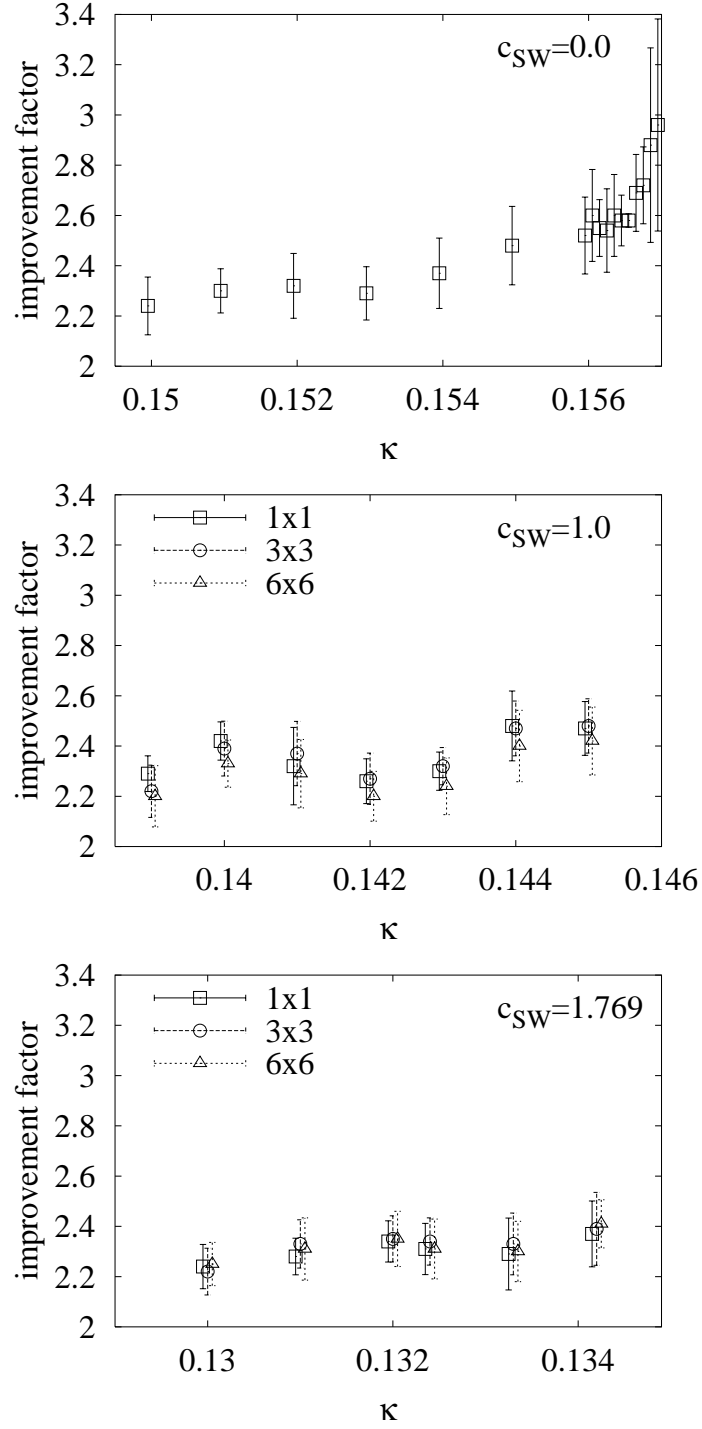 3.4
c_SW=0.0
3.2
3
2.8
2.6
2.4
2.2
2
improvement factor
0.15 0.152 0.154 0.156
κ
3.4
1x1 c_SW=1.0
3.2
3x3
3
6x6
2.8
2.6
2.4
2.2
2
improvement factor
0.14 0.142 0.144 0.146
κ
3.4
1x1 c_SW=1.769
3.2
3x3
3
6x6
2.8
2.6
2.4
2.2
2
improvement factor
0.13 0.132 0.134
κ